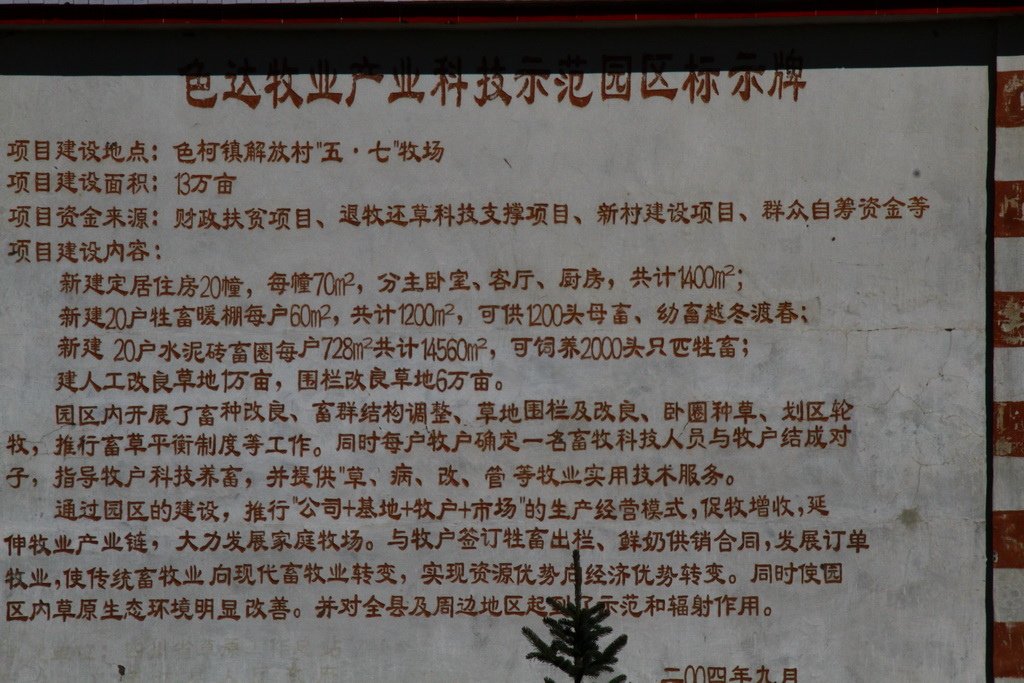 色达牧业产业科技示范园区标示牌
项目建设地点：色柯镇解放村"五·七"牧场
项目建设面积：13万亩
项目资金来源：财政扶贫项目、退牧还草科技支撑项目、新村建设项目、群众自筹资金等
项目建设内容：
新建定居住房20幢，每幢70m²，分主卧室、客厅、厨房，共计1400m²；
新建20户牲畜暖棚每户60m²，共计1200m²，可供1200头母畜、幼畜越冬渡春；
新建 20户水泥砖畜圈每户728m²共计14560m²，可饲养2000头只匹牲畜；
建人工改良草地1万亩，围栏改良草地6万亩。
园区内开展了畜种改良、畜群结构调整、草地围栏及改良、卧圈种草、划区轮
牧，推行畜草平衡制度等工作。同时每户牧户确定一名畜牧科技人员与牧户结成对
子，指导牧户科技养畜，并提供"草、病、改、管等牧业实用技术服务。
通过园区的建设，推行"公司+基地+牧户+市场"的生产经营模式，促牧增收，延
伸牧业产业链，大力发展家庭牧场。与牧户签订牲畜出栏、鲜奶供销合同，发展订单
牧业，使传统畜牧业向现代畜牧业转变，实现资源优势向经济优势转变。同时使园
区内草原生态环境明显改善。并对全县及周边地区起到了示范和辐射作用。
二00四年九月